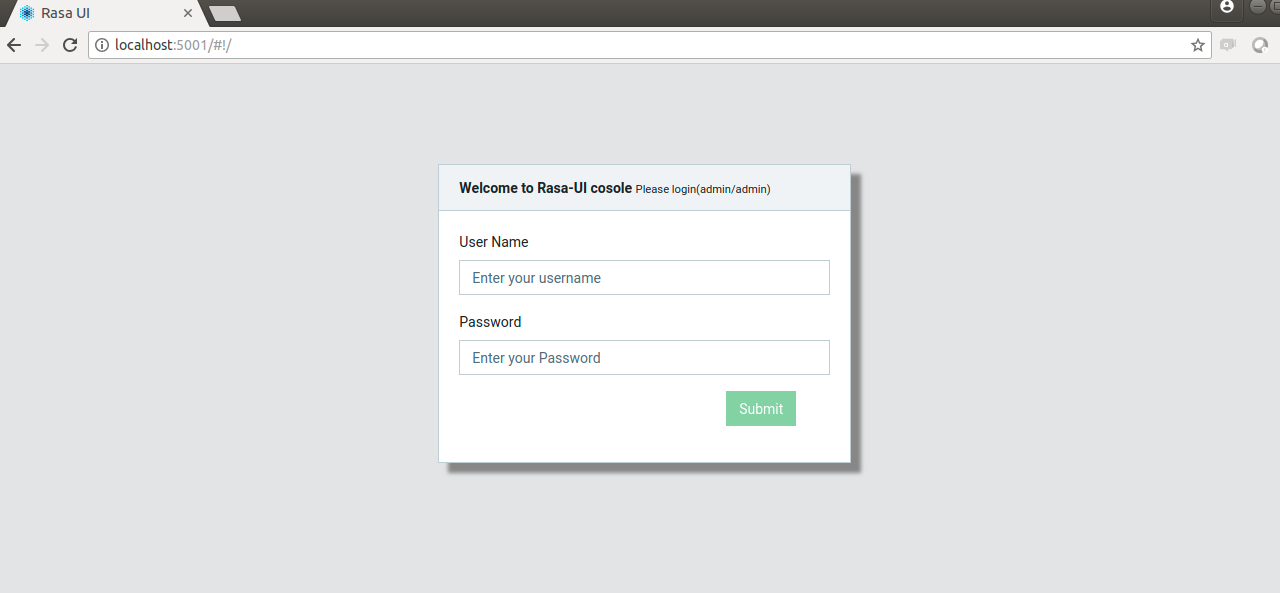 Rasa UI
localhost:5001/#!/
Welcome to Rasa-UI cosole Please login(admin/admin)
User Name
Enter your username
Password
Enter your Password
Submit